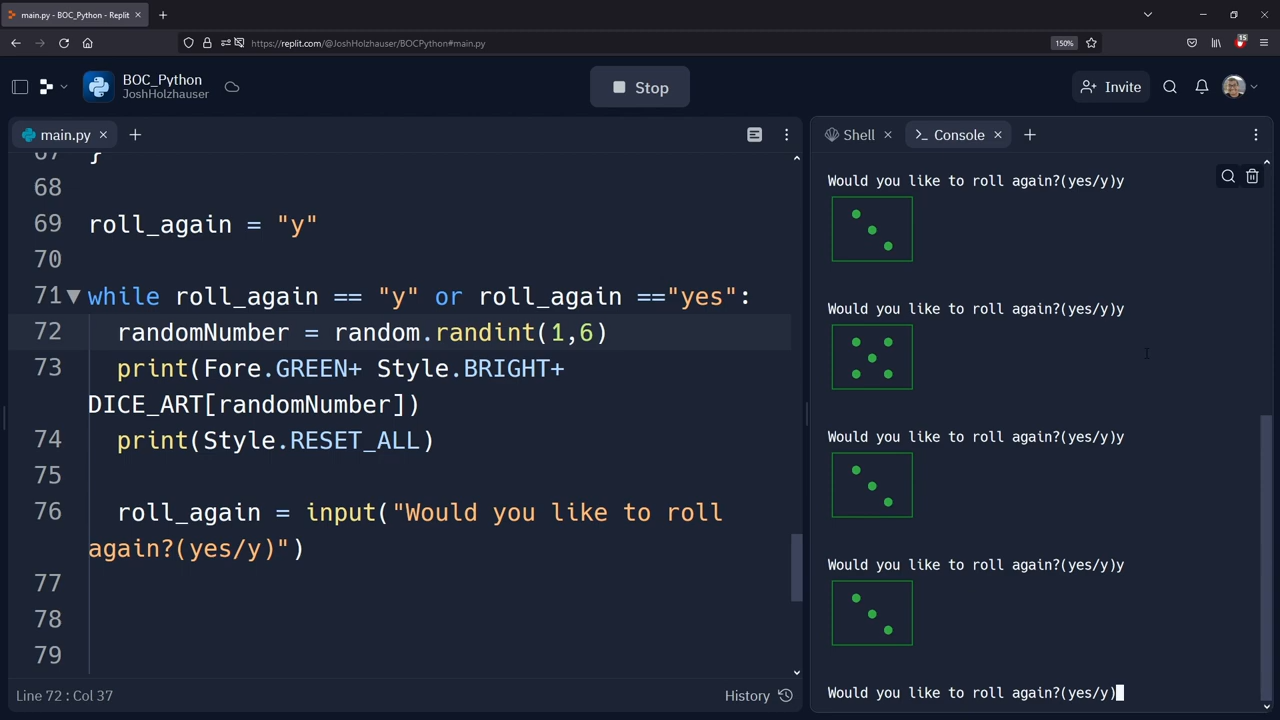 main.py - BOC_Python - Replit
https://replit.com/@JoshHolzhauser/BOCPython#main.py
150%
15
BOC_Python
JoshHolzhauser
Stop
Invite
main.py
67 }
68
69 roll_again = "y"
70
71 while roll_again == "y" or roll_again =="yes":
72 randomNumber = random.randint(1,6)
73 print(Fore.GREEN+ Style.BRIGHT+
DICE_ART[randomNumber])
74 print(Style.RESET_ALL)
75
76 roll_again = input("Would you like to roll
again?(yes/y)")
77
78
79
Line 72 : Col 37
History
Shell
Console
Would you like to roll again?(yes/y)y
Would you like to roll again?(yes/y)y
Would you like to roll again?(yes/y)y
Would you like to roll again?(yes/y)y
Would you like to roll again?(yes/y)